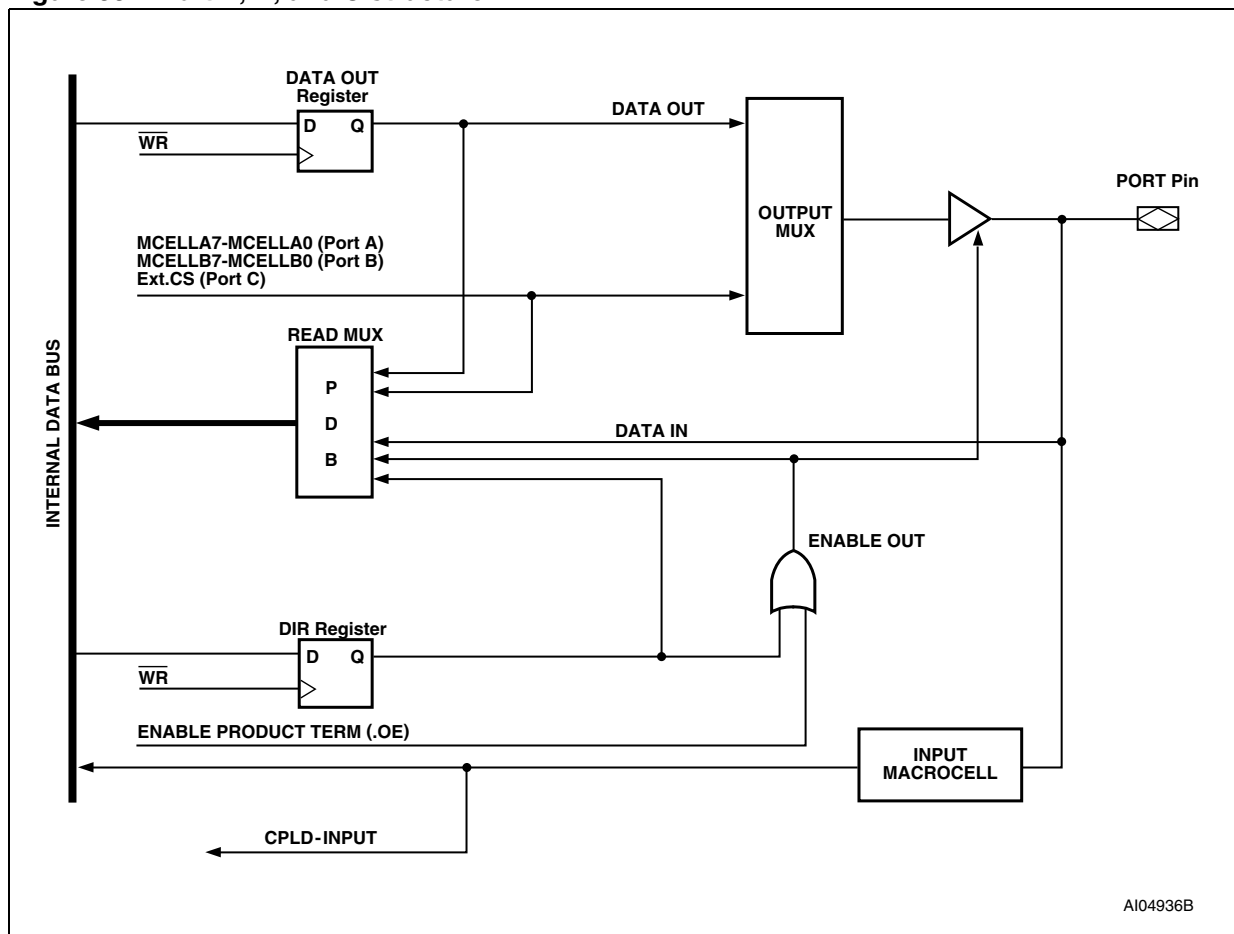 DATA OUT
Register
D Q
WR
DATA OUT
OUTPUT
MUX
PORT Pin
MCELLA7-MCELLA0 (Port A)
MCELLB7-MCELLB0 (Port B)
Ext.CS (Port C)
READ MUX
P
D
B
INTERNAL DATA BUS
DATA IN
ENABLE OUT
DIR Register
D Q
WR
ENABLE PRODUCT TERM (.OE)
INPUT
MACROCELL
CPLD-INPUT
AI04936B